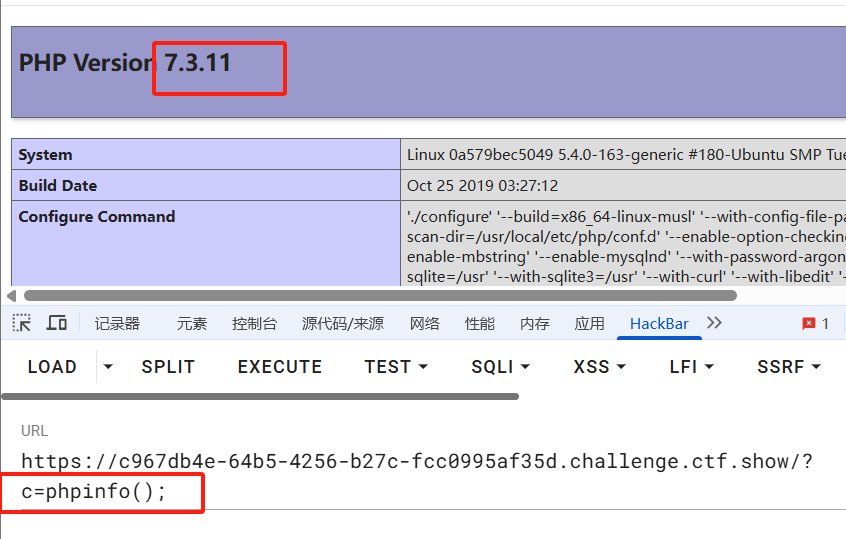 PHP Version 7.3.11
System Linux 0a579bec5049 5.4.0-163-generic #180-Ubuntu SMP Tue
Build Date Oct 25 2019 03:27:12
Configure Command './configure' '--build=x86_64-linux-musl' '--with-config-file-pa
scan-dir=/usr/local/etc/php/conf.d' '--enable-option-checkin
enable-mbstring' '--enable-mysqlnd' '--with-password-argon
sqlite=/usr' '--with-sqlite3=/usr' '--with-curl' '--with-libedit' '-
记录器 元素 控制台 源代码/来源 网络 性能 内存 应用 HackBar 1
LOAD SPLIT EXECUTE TEST SQLI XSS LFI SSRF
URL
https://c967db4e-64b5-4256-b27c-fcc0995af35d.challenge.ctf.show/?
c=phpinfo();